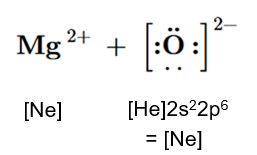 Mg²⁺ + [:Ö̤:]²⁻
[Ne] [He]2s²2p⁶
= [Ne]